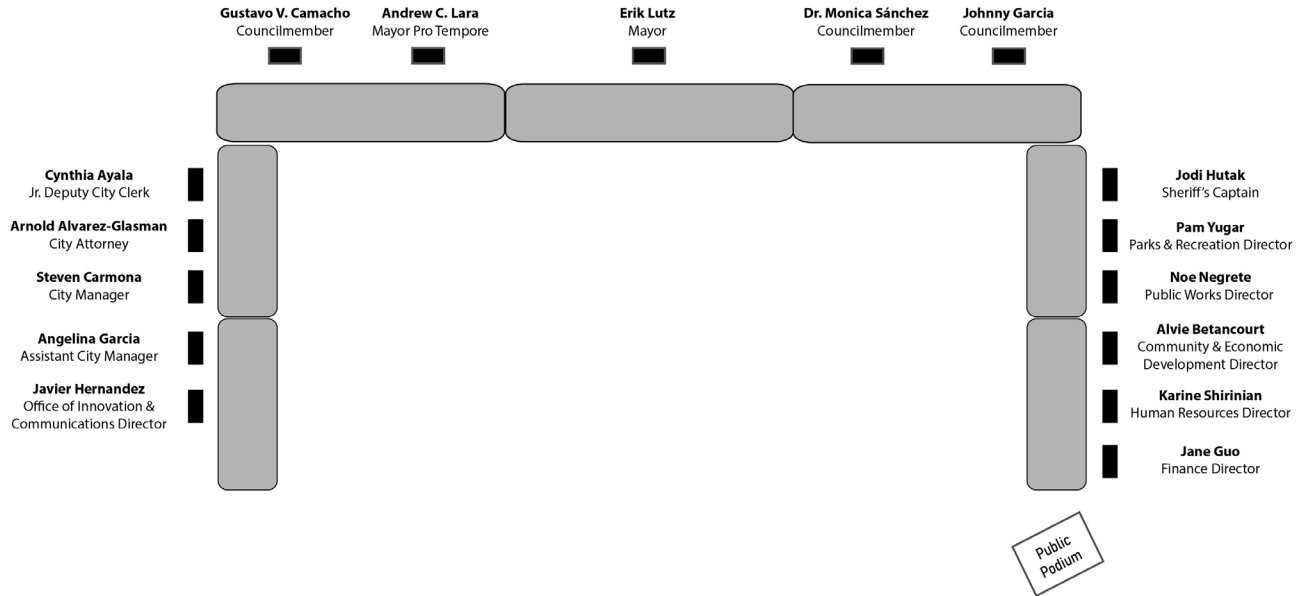 Gustavo V. Camacho
Councilmember
Andrew C. Lara
Mayor Pro Tempore
Erik Lutz
Mayor
Dr. Monica Sánchez
Councilmember
Johnny Garcia
Councilmember
Cynthia Ayala
Jr. Deputy City Clerk
Arnold Alvarez-Glasman
City Attorney
Steven Carmona
City Manager
Angelina Garcia
Assistant City Manager
Javier Hernandez
Office of Innovation &
Communications Director
Jodi Hutak
Sheriff's Captain
Pam Yugar
Parks & Recreation Director
Noe Negrete
Public Works Director
Alvie Betancourt
Community & Economic
Development Director
Karine Shirinian
Human Resources Director
Jane Guo
Finance Director
Public
Podium